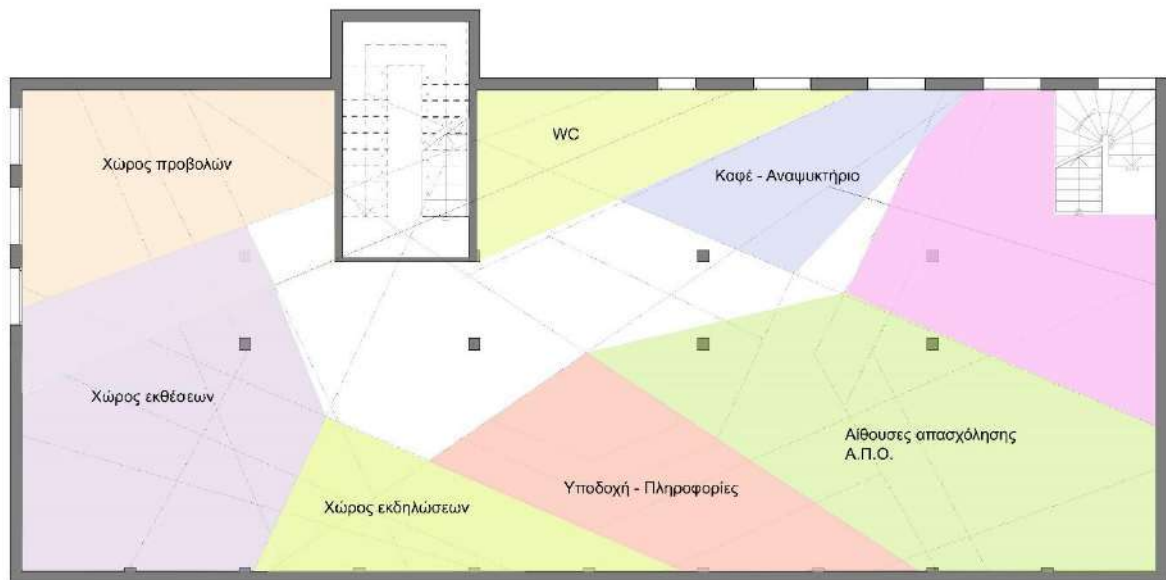 WC
Χώρος προβολών
Καφέ - Αναψυκτήριο
Χώρος εκθέσεων
Αίθουσες απασχόλησης
Α.Π.Ο.
Υποδοχή - Πληροφορίες
Χώρος εκδηλώσεων